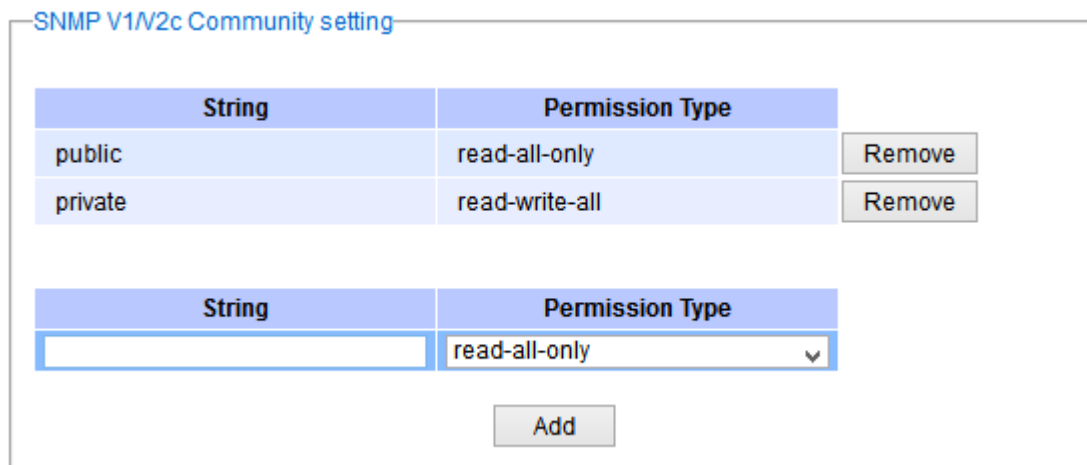 SNMP V1/V2c Community setting
String Permission Type
public read-all-only Remove
private read-write-all Remove
String Permission Type
read-all-only
Add